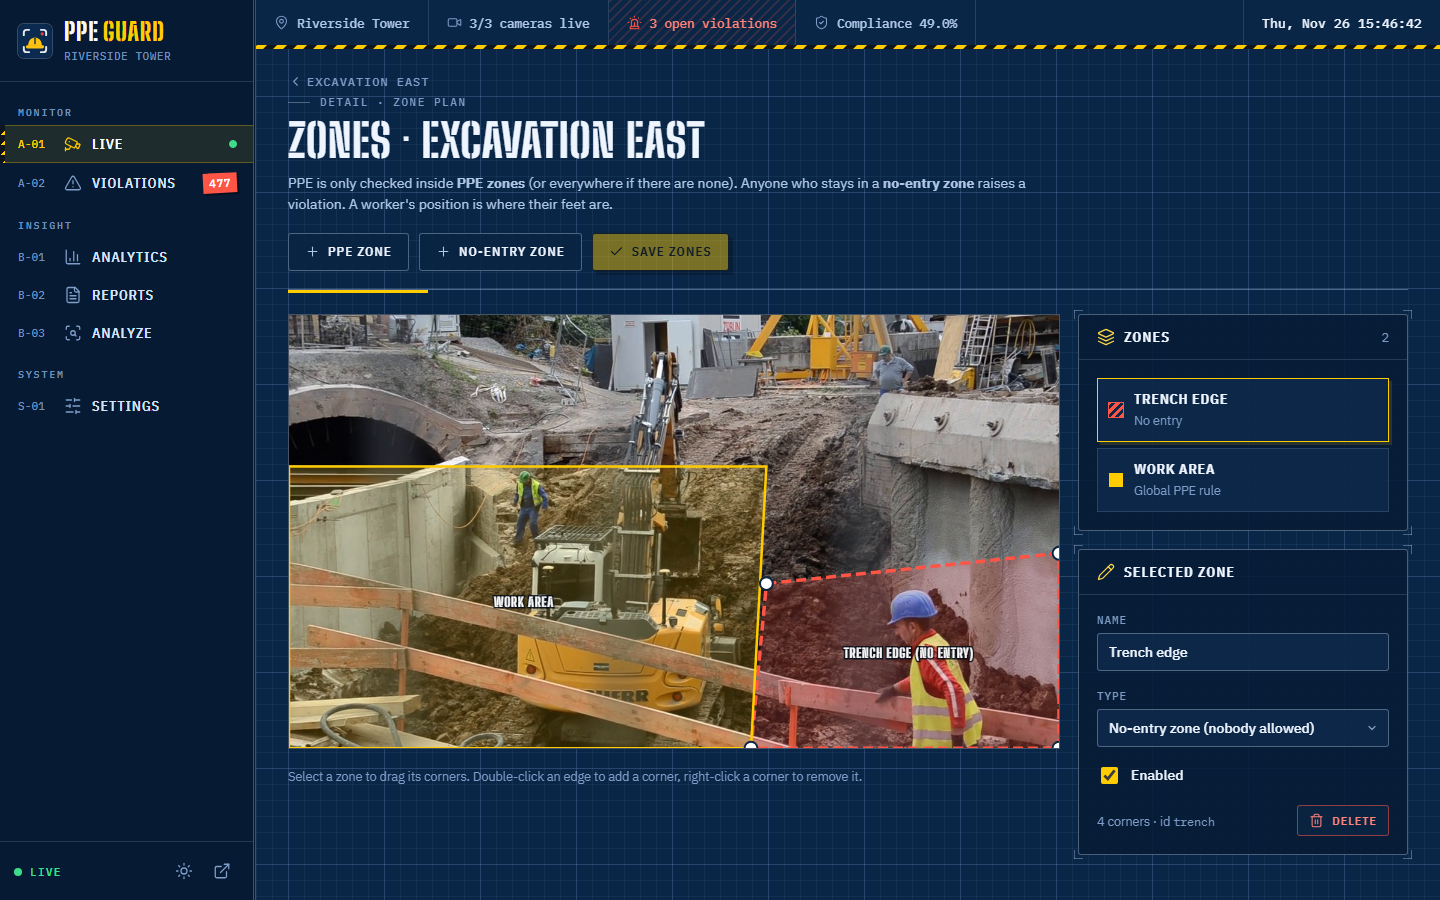 PPE GUARD
RIVERSIDE TOWER
MONITOR
A-01 LIVE
A-02 VIOLATIONS 477
INSIGHT
B-01 ANALYTICS
B-02 REPORTS
B-03 ANALYZE
SYSTEM
S-01 SETTINGS
LIVE
Riverside Tower
3/3 cameras live
3 open violations
Compliance 49.0%
Thu, Nov 26 15:46:42
EXCAVATION EAST
DETAIL · ZONE PLAN
ZONES · EXCAVATION EAST
PPE is only checked inside PPE zones (or everywhere if there are none). Anyone who stays in a no-entry zone raises a
violation. A worker's position is where their feet are.
PPE ZONE
NO-ENTRY ZONE
SAVE ZONES
WORK AREA
TRENCH EDGE (NO ENTRY)
Select a zone to drag its corners. Double-click an edge to add a corner, right-click a corner to remove it.
ZONES 2
TRENCH EDGE
No entry
WORK AREA
Global PPE rule
SELECTED ZONE
NAME
Trench edge
TYPE
No-entry zone (nobody allowed)
Enabled
4 corners · id trench
DELETE